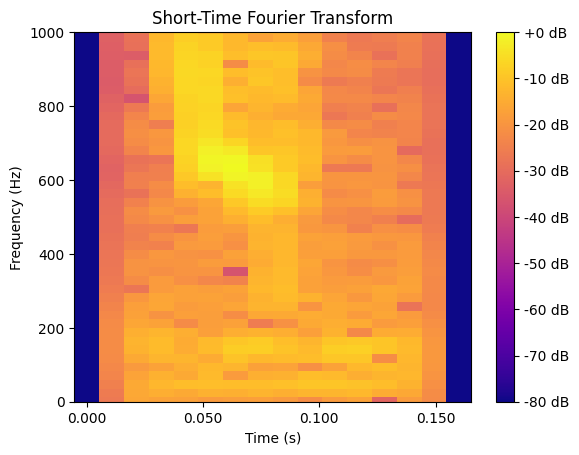 Short-Time Fourier Transform
1000
800
600
400
200
0
Frequency (Hz)
0.000
0.050
0.100
0.150
Time (s)
+0 dB
-10 dB
-20 dB
-30 dB
-40 dB
-50 dB
-60 dB
-70 dB
-80 dB